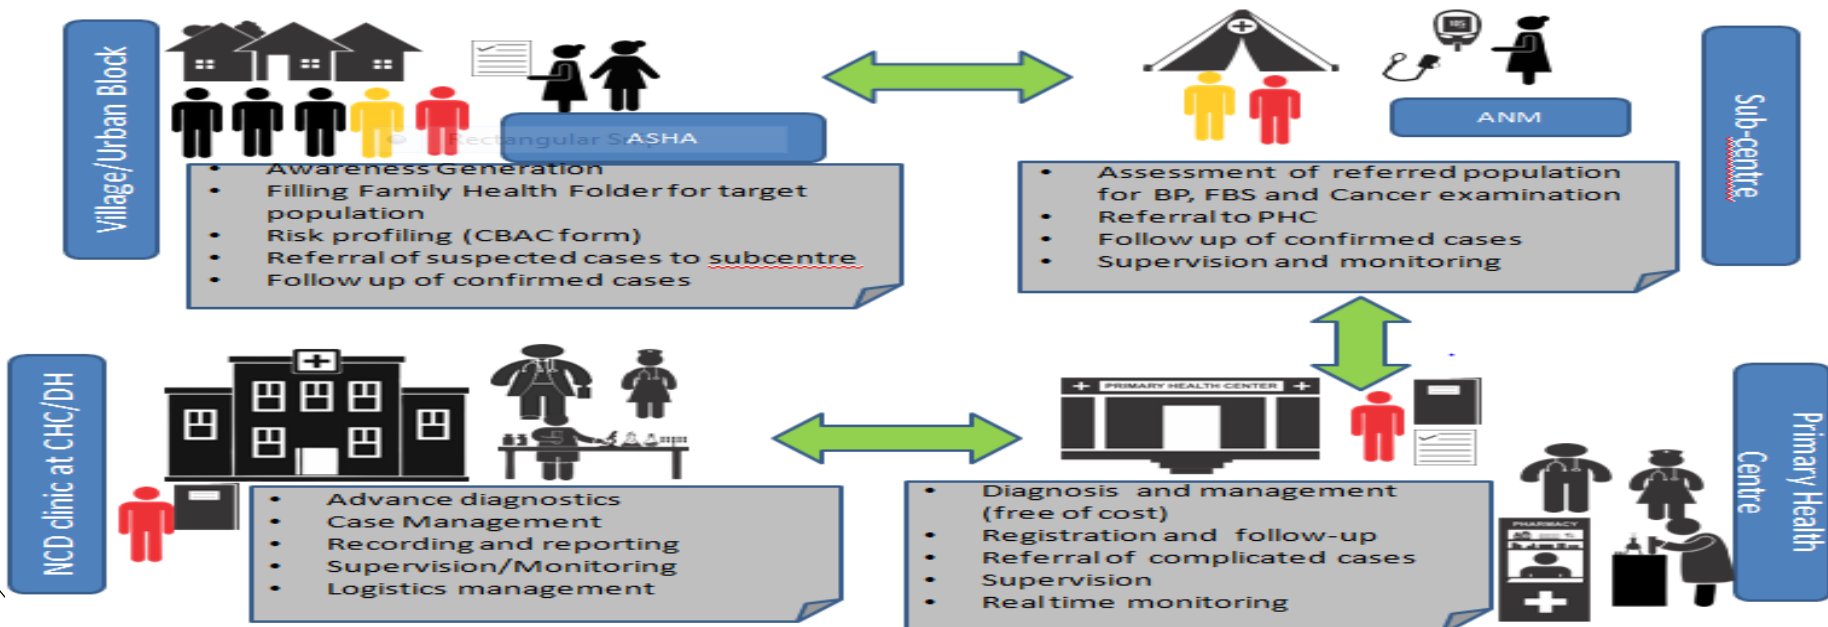 Village/Urban Block
ASHA
• Awareness Generation
• Filling Family Health Folder for target
population
• Risk profiling (CBAC form)
• Referral of suspected cases to subcentre
• Follow up of confirmed cases
Sub-centre
ANM
• Assessment of referred population
for BP, FBS and Cancer examination
• Referral to PHC
• Follow up of confirmed cases
• Supervision and monitoring
NCD clinic at CHC/DH
• Advance diagnostics
• Case Management
• Recording and reporting
• Supervision/Monitoring
• Logistics management
Primary Health
Centre
PRIMARY HEALTH CENTER
• Diagnosis and management
(free of cost)
• Registration and follow-up
• Referral of complicated cases
• Supervision
• Real time monitoring
PHARMACY